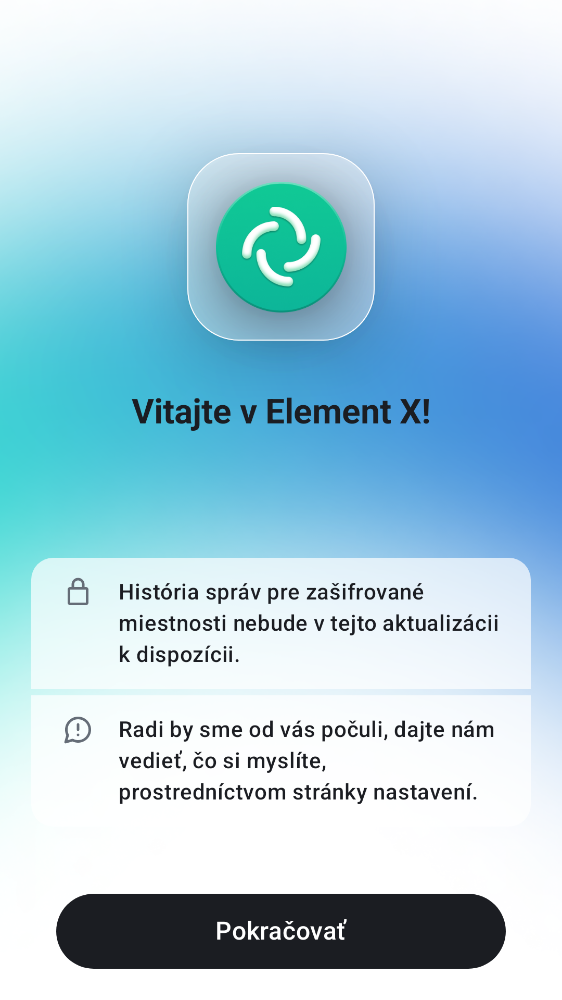 Vitajte v Element X!
História správ pre zašifrované
miestnosti nebude v tejto aktualizácii
k dispozícii.
Radi by sme od vás počuli, dajte nám
vedieť, čo si myslíte,
prostredníctvom stránky nastavení.
Pokračovať